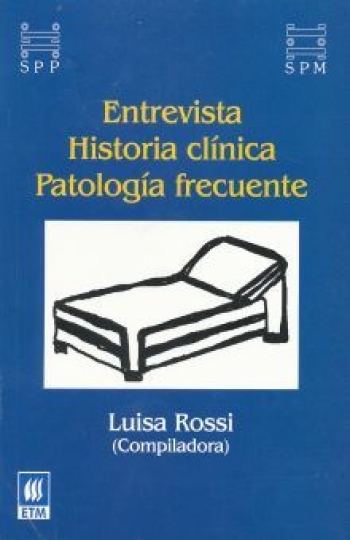 SPP
SPM
Entrevista
Historia clínica
Patología frecuente
Luisa Rossi
(Compiladora)
ETM